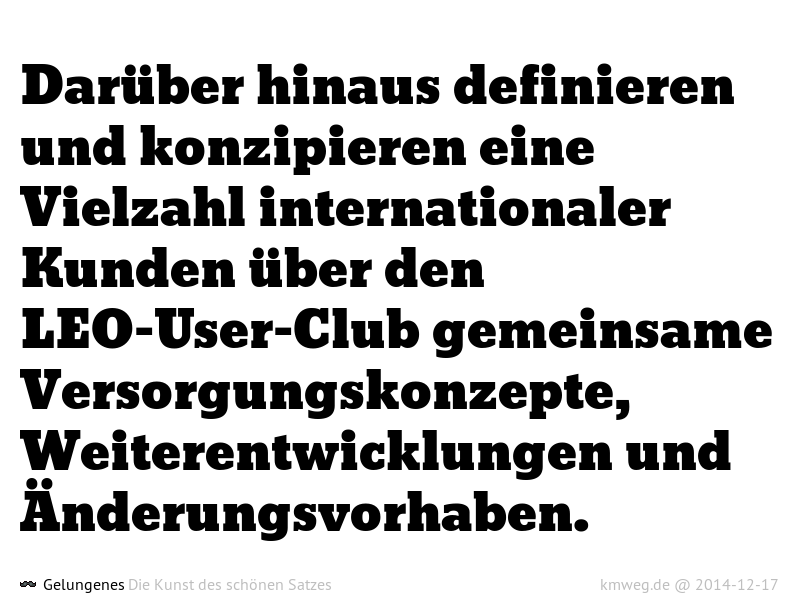 Darüber hinaus definieren
und konzipieren eine
Vielzahl internationaler
Kunden über den
LEO-User-Club gemeinsame
Versorgungskonzepte,
Weiterentwicklungen und
Änderungsvorhaben.
Gelungenes Die Kunst des schönen Satzes
kmweg.de @ 2014-12-17